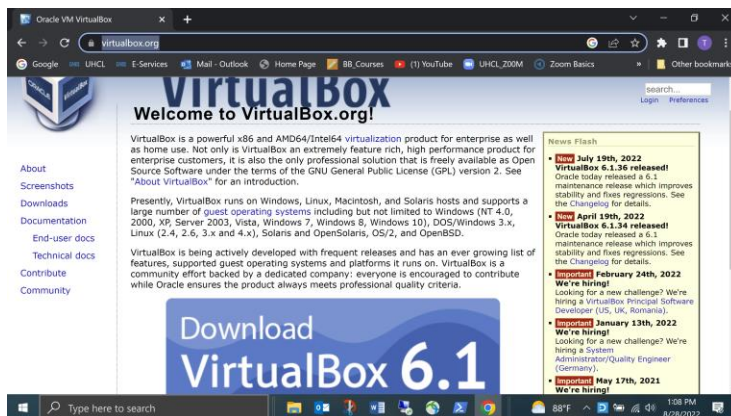 Oracle VM VirtualBox
virtualbox.org
Google UHCL E-Services Mail - Outlook Home Page BB_Courses (1) YouTube UHCL_Z00M Zoom Basics » Other bookmarks
VirtualBox
search...
Login Preferences
Welcome to VirtualBox.org!
VirtualBox is a powerful x86 and AMD64/Intel64 virtualization product for enterprise as well
as home use. Not only is VirtualBox an extremely feature rich, high performance product for
enterprise customers, it is also the only professional solution that is freely available as Open
Source Software under the terms of the GNU General Public License (GPL) version 2. See
"About VirtualBox" for an introduction.
Presently, VirtualBox runs on Windows, Linux, Macintosh, and Solaris hosts and supports a
large number of guest operating systems including but not limited to Windows (NT 4.0,
2000, XP, Server 2003, Vista, Windows 7, Windows 8, Windows 10), DOS/Windows 3.x,
Linux (2.4, 2.6, 3.x and 4.x), Solaris and OpenSolaris, OS/2, and OpenBSD.
VirtualBox is being actively developed with frequent releases and has an ever growing list of
features, supported guest operating systems and platforms it runs on. VirtualBox is a
community effort backed by a dedicated company: everyone is encouraged to contribute
while Oracle ensures the product always meets professional quality criteria.
About
Screenshots
Downloads
Documentation
End-user docs
Technical docs
Contribute
Community
Download
VirtualBox 6.1
News Flash
New July 19th, 2022
VirtualBox 6.1.36 released!
Oracle today released a 6.1
maintenance release which improves
stability and fixes regressions. See
the Changelog for details.
New April 19th, 2022
VirtualBox 6.1.34 released!
Oracle today released a 6.1
maintenance release which improves
stability and fixes regressions. See
the Changelog for details.
Important February 24th, 2022
We're hiring!
Looking for a new challenge? We're
hiring a VirtualBox Principal Software
Developer (US, UK, Romania).
Important January 13th, 2022
We're hiring!
Looking for a new challenge? We're
hiring a System
Administrator/Quality Engineer
(Germany).
Important May 17th, 2021
We're hiring!
Type here to search
88°F
1:08 PM
8/28/2022